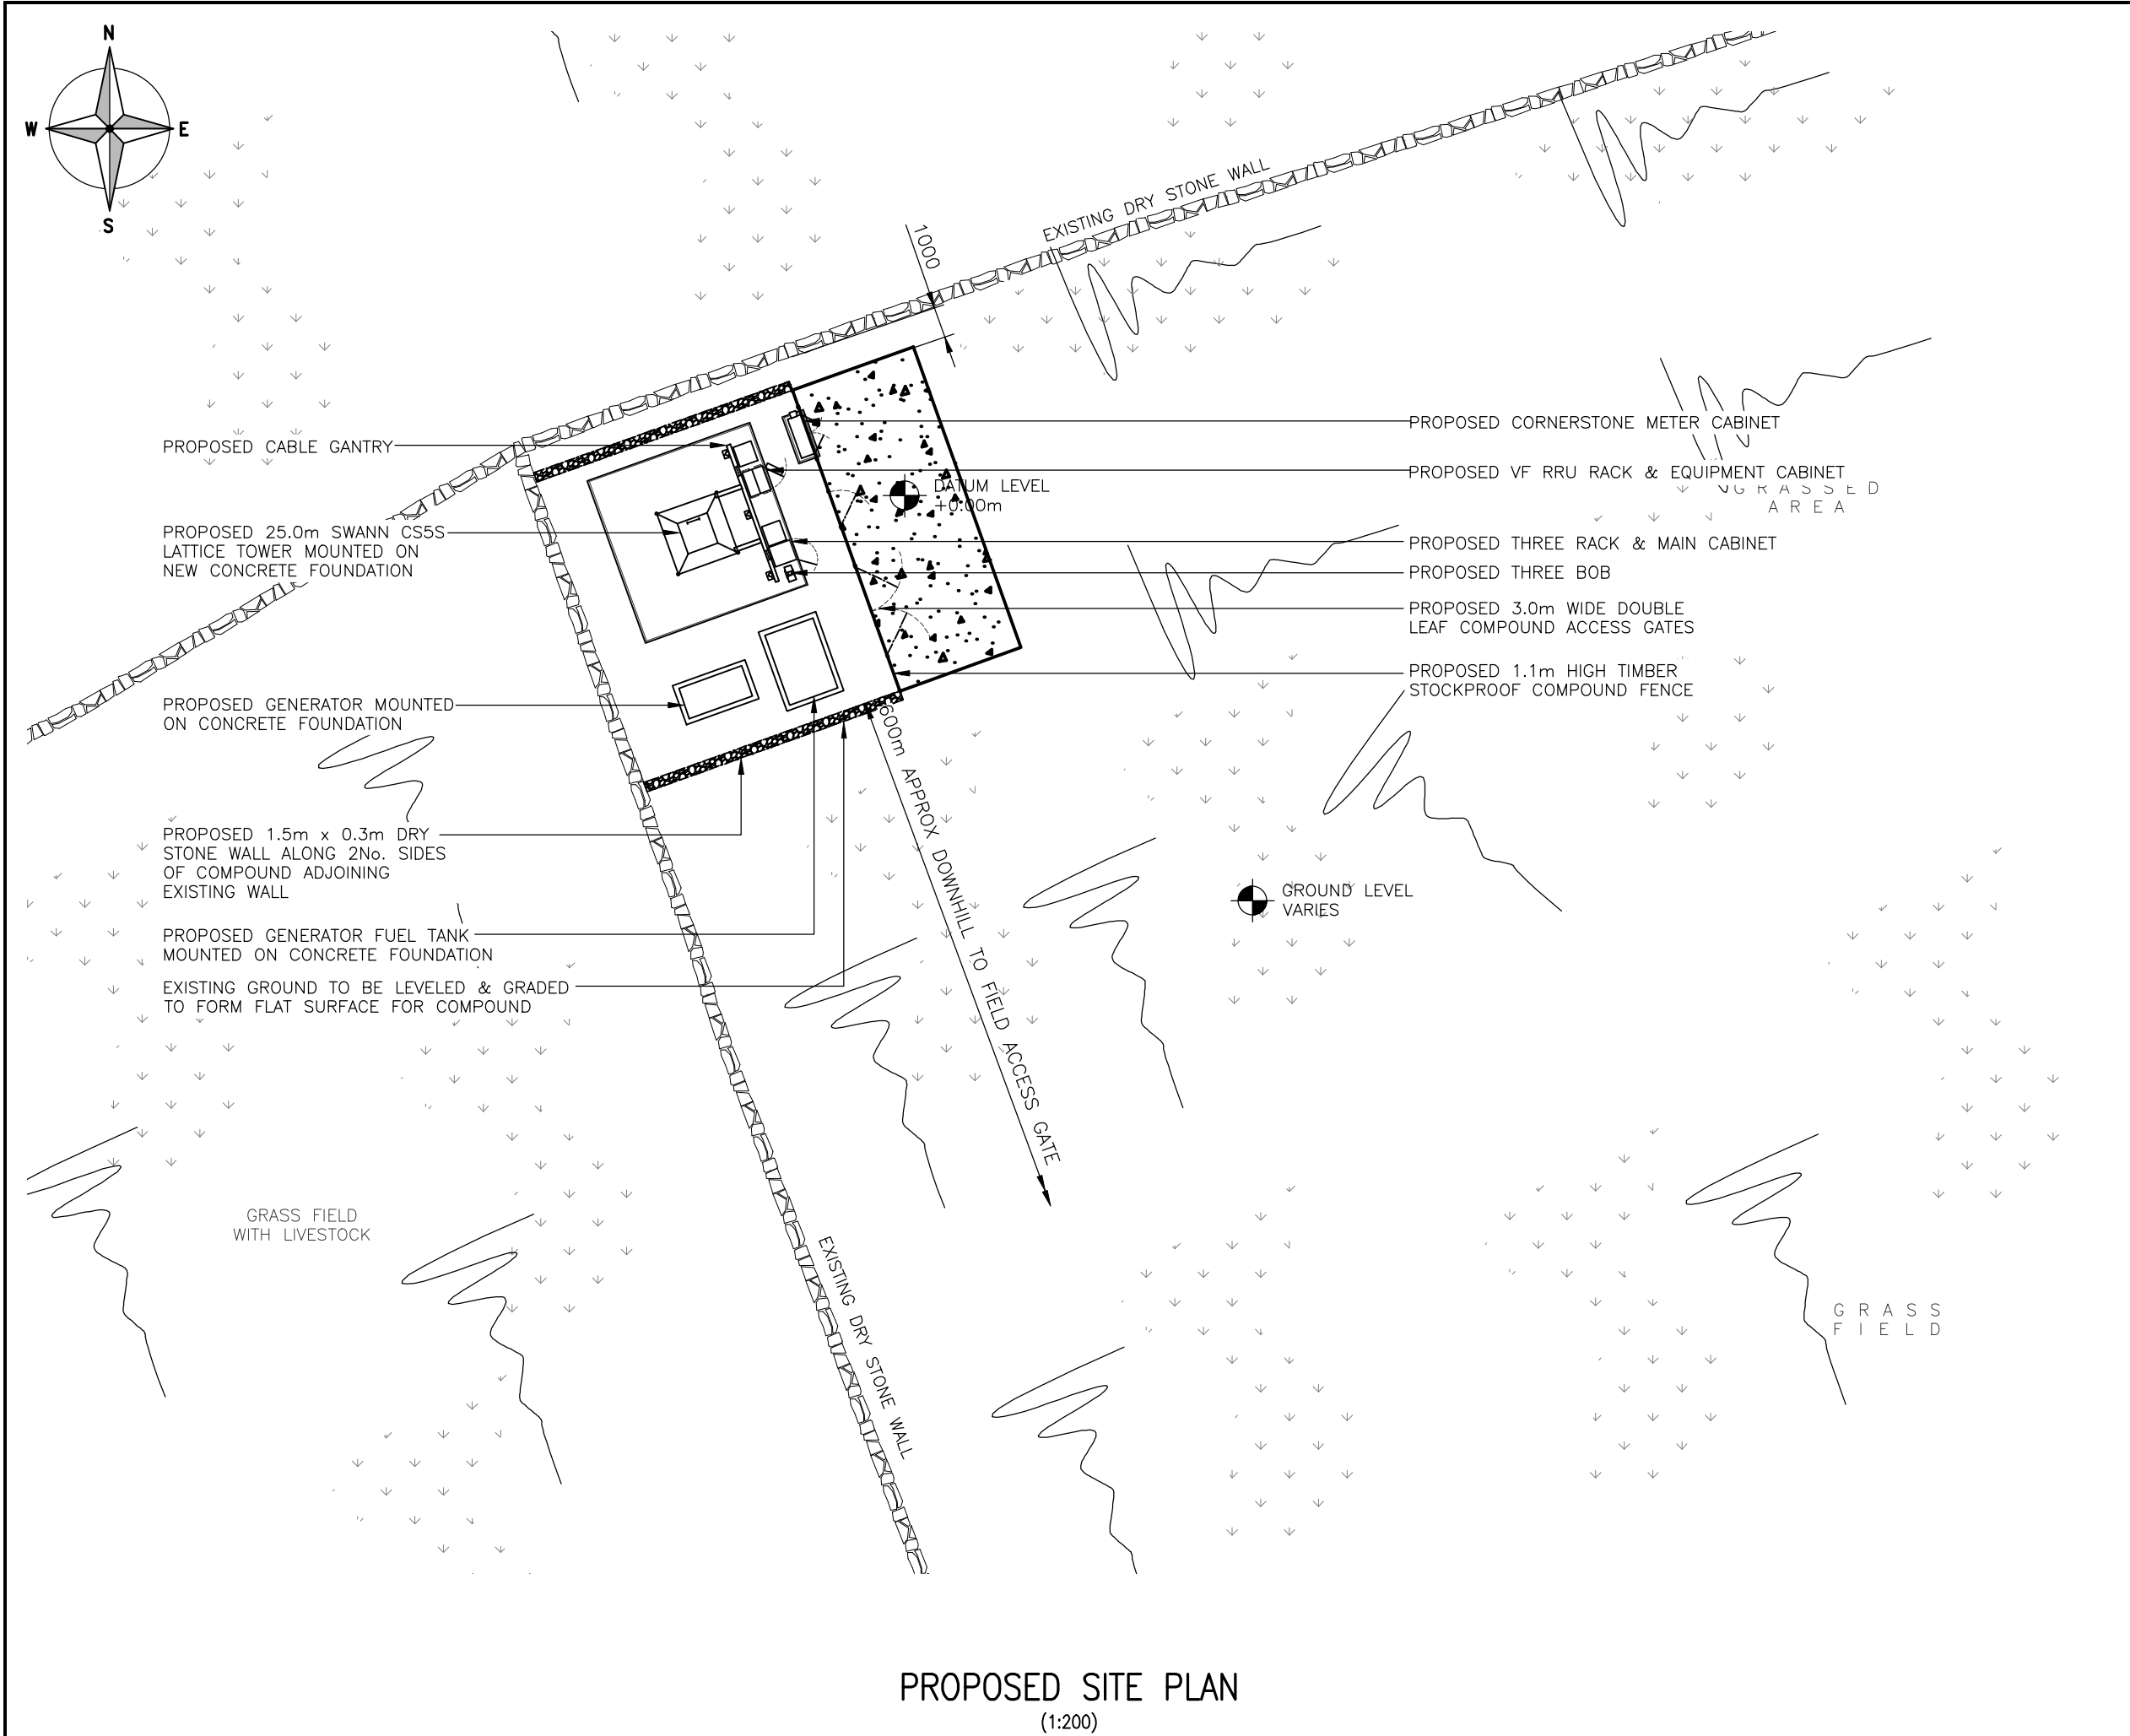 N
W E
S
EXISTING DRY STONE WALL
1000
PROPOSED CABLE GANTRY
PROPOSED 25.0m SWANN CS5S
LATTICE TOWER MOUNTED ON
NEW CONCRETE FOUNDATION
PROPOSED GENERATOR MOUNTED
ON CONCRETE FOUNDATION
PROPOSED 1.5m x 0.3m DRY
STONE WALL ALONG 2No. SIDES
OF COMPOUND ADJOINING
EXISTING WALL
PROPOSED GENERATOR FUEL TANK
MOUNTED ON CONCRETE FOUNDATION
EXISTING GROUND TO BE LEVELED & GRADED
TO FORM FLAT SURFACE FOR COMPOUND
DATUM LEVEL
+0.00m
PROPOSED CORNERSTONE METER CABINET
PROPOSED VF RRU RACK & EQUIPMENT CABINET
GRASSED
AREA
PROPOSED THREE RACK & MAIN CABINET
PROPOSED THREE BOB
PROPOSED 3.0m WIDE DOUBLE
LEAF COMPOUND ACCESS GATES
PROPOSED 1.1m HIGH TIMBER
STOCKPROOF COMPOUND FENCE
600m APPROX DOWNHILL TO FIELD ACCESS GATE
GROUND LEVEL
VARIES
GRASS FIELD
WITH LIVESTOCK
EXISTING DRY STONE WALL
GRASS
FIELD
PROPOSED SITE PLAN
(1:200)